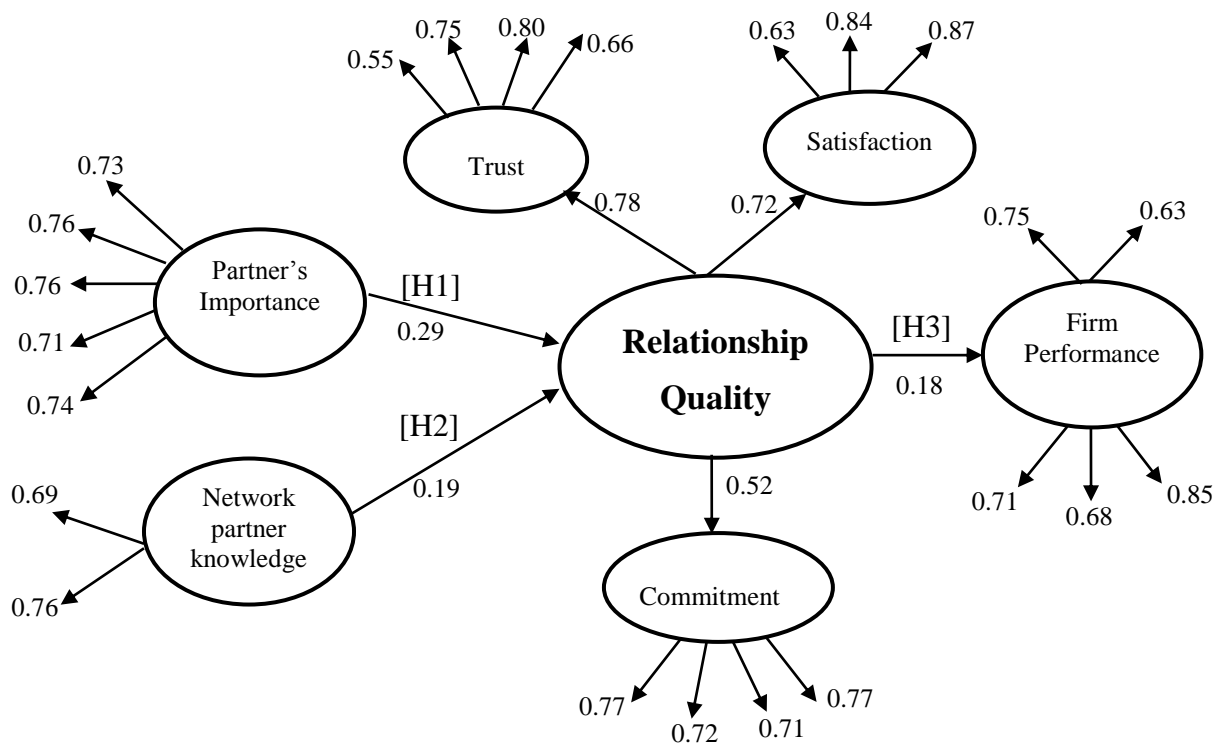 0.55
0.75
0.80
0.66
0.63
0.84
0.87
Trust
Satisfaction
0.78
0.72
0.73
0.76
0.76
0.71
0.74
Partner’s
Importance
[H1]
0.29
Relationship
Quality
[H3]
0.18
0.75
0.63
Firm
Performance
0.71
0.68
0.85
[H2]
0.19
0.69
0.76
Network
partner
knowledge
0.52
Commitment
0.77
0.72
0.71
0.77